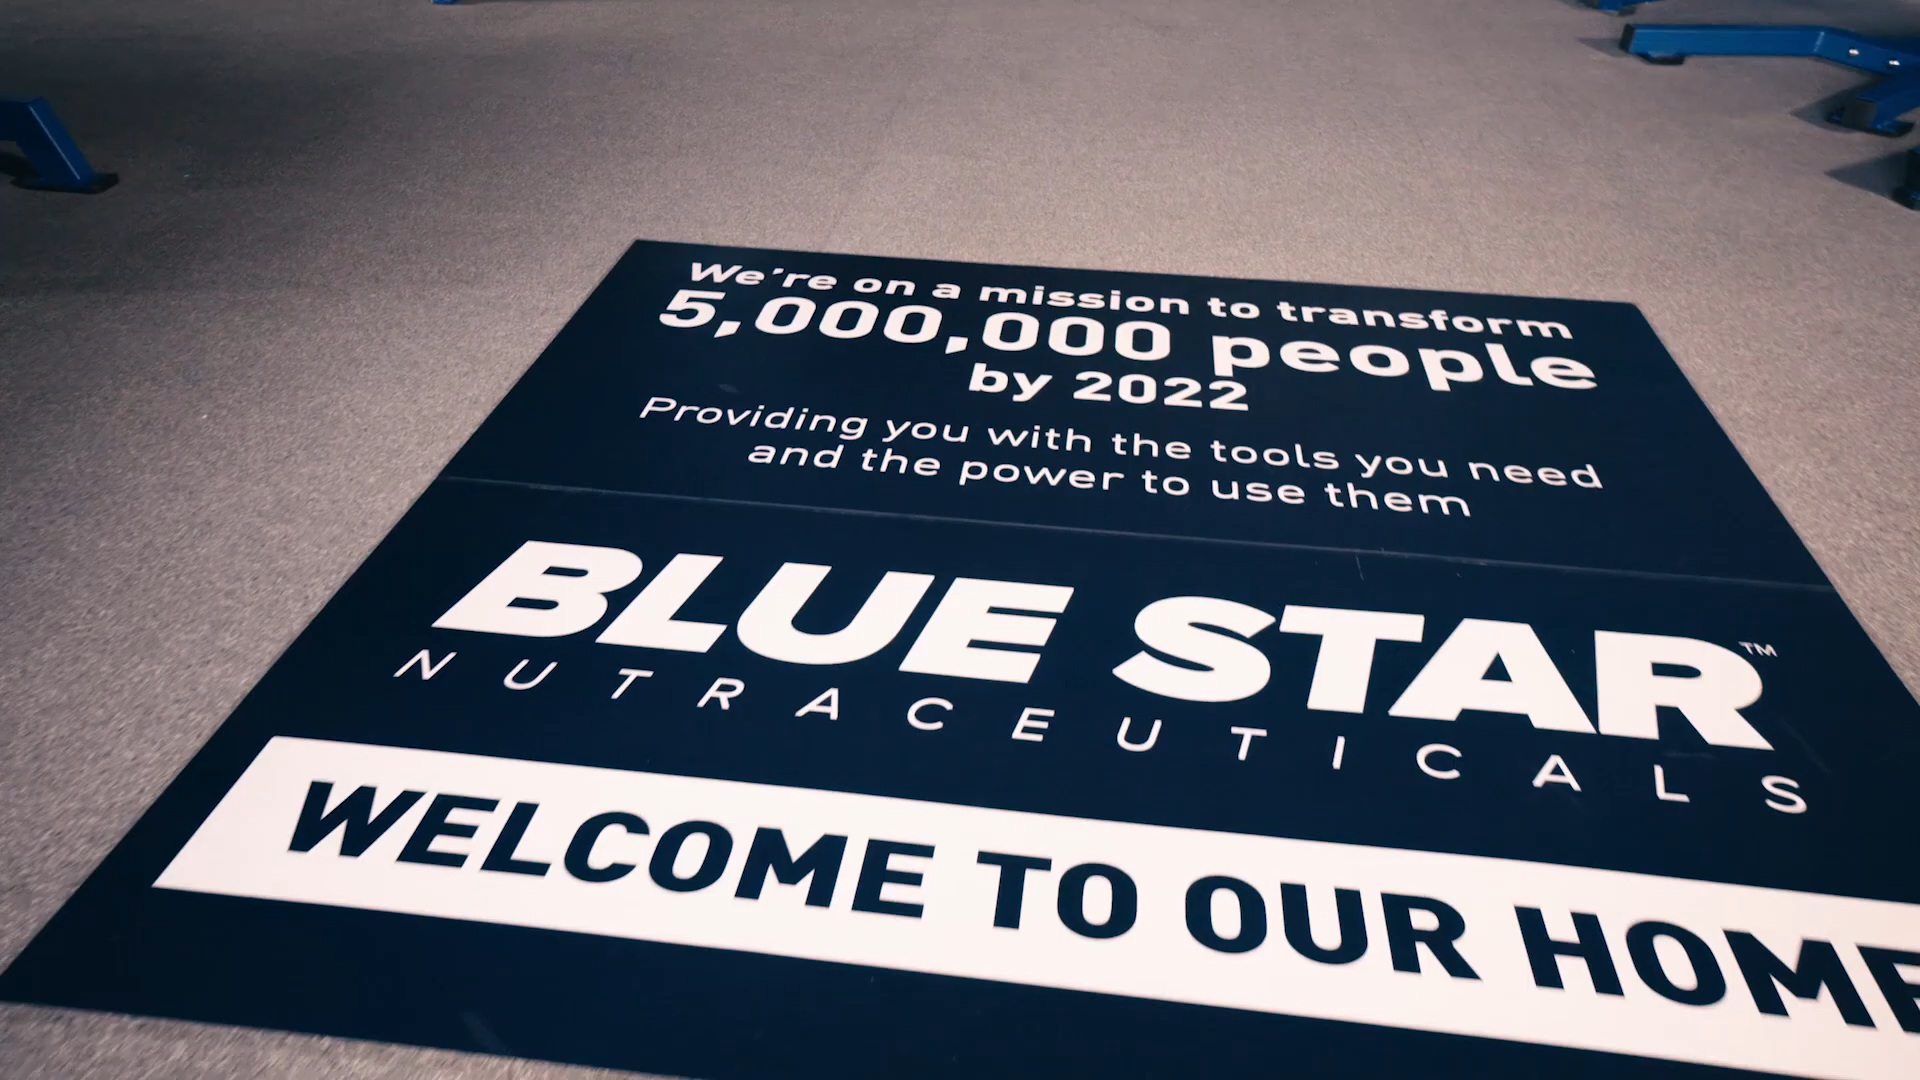 We're on a mission to transform
5,000,000 people
by 2022
Providing you with the tools you need
and the power to use them
BLUE STAR™
NUTRACEUTICALS
WELCOME TO OUR HOME